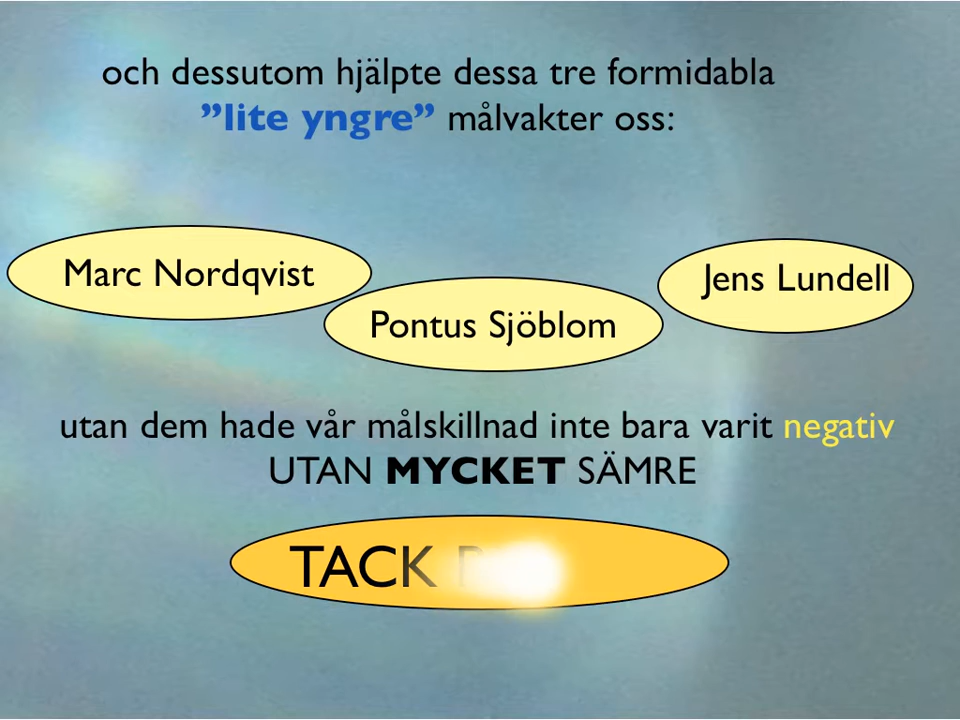 och dessutom hjälpte dessa tre formidabla
”lite yngre” målvakter oss:
Marc Nordqvist
Pontus Sjöblom
Jens Lundell
utan dem hade vår målskillnad inte bara varit negativ
UTAN MYCKET SÄMRE
TACK